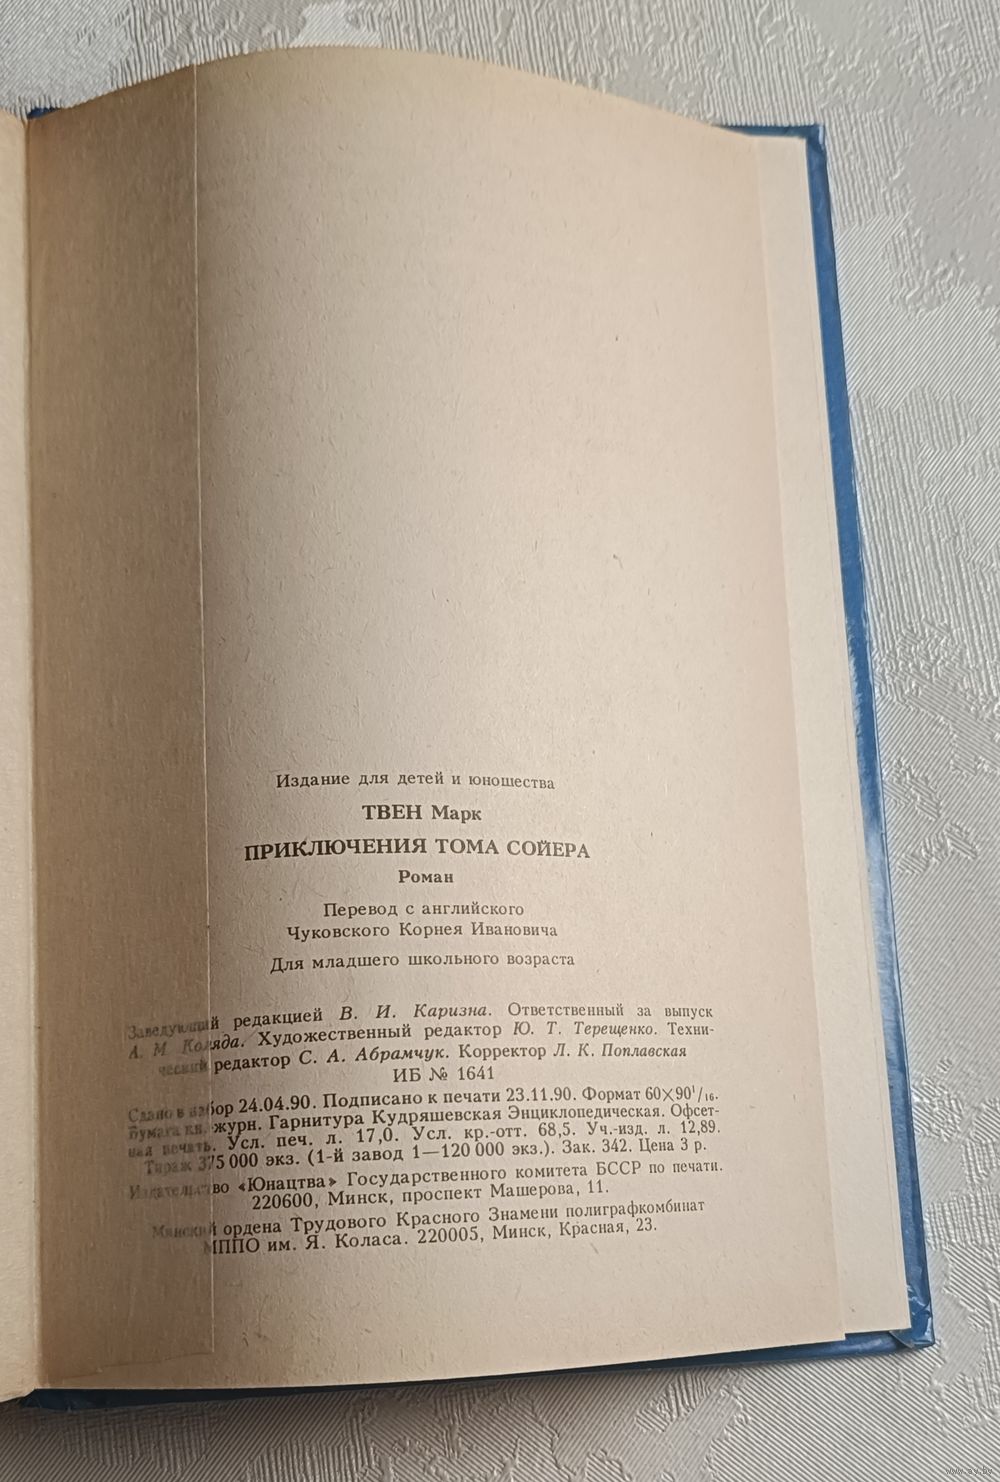 Издание для детей и юношества
ТВЕН Марк
ПРИКЛЮЧЕНИЯ ТОМА СОЙЕРА
Роман
Перевод с английского
Чуковского Корнея Ивановича
Для младшего школьного возраста
Заведующий редакцией В. И. Каризна. Ответственный за выпуск
А. М. Коляда. Художественный редактор Ю. Т. Терещенко. Техни-
ческий редактор С. А. Абрамчук. Корректор Л. К. Поплавская
ИБ № 1641
Сдано в набор 24.04.90. Подписано к печати 23.11.90. Формат 60×90¹/₁₆.
Бумага кн. журн. Гарнитура Кудряшевская Энциклопедическая. Офсет-
ная печать. Усл. печ. л. 17,0. Усл. кр.-отт. 68,5. Уч.-изд. л. 12,89.
Тираж 375 000 экз. (1-й завод 1—120 000 экз.). Зак. 342. Цена 3 р.
Издательство «Юнацтва» Государственного комитета БССР по печати.
220600, Минск, проспект Машерова, 11.
Минский ордена Трудового Красного Знамени полиграфкомбинат
МППО им. Я. Коласа. 220005, Минск, Красная, 23.